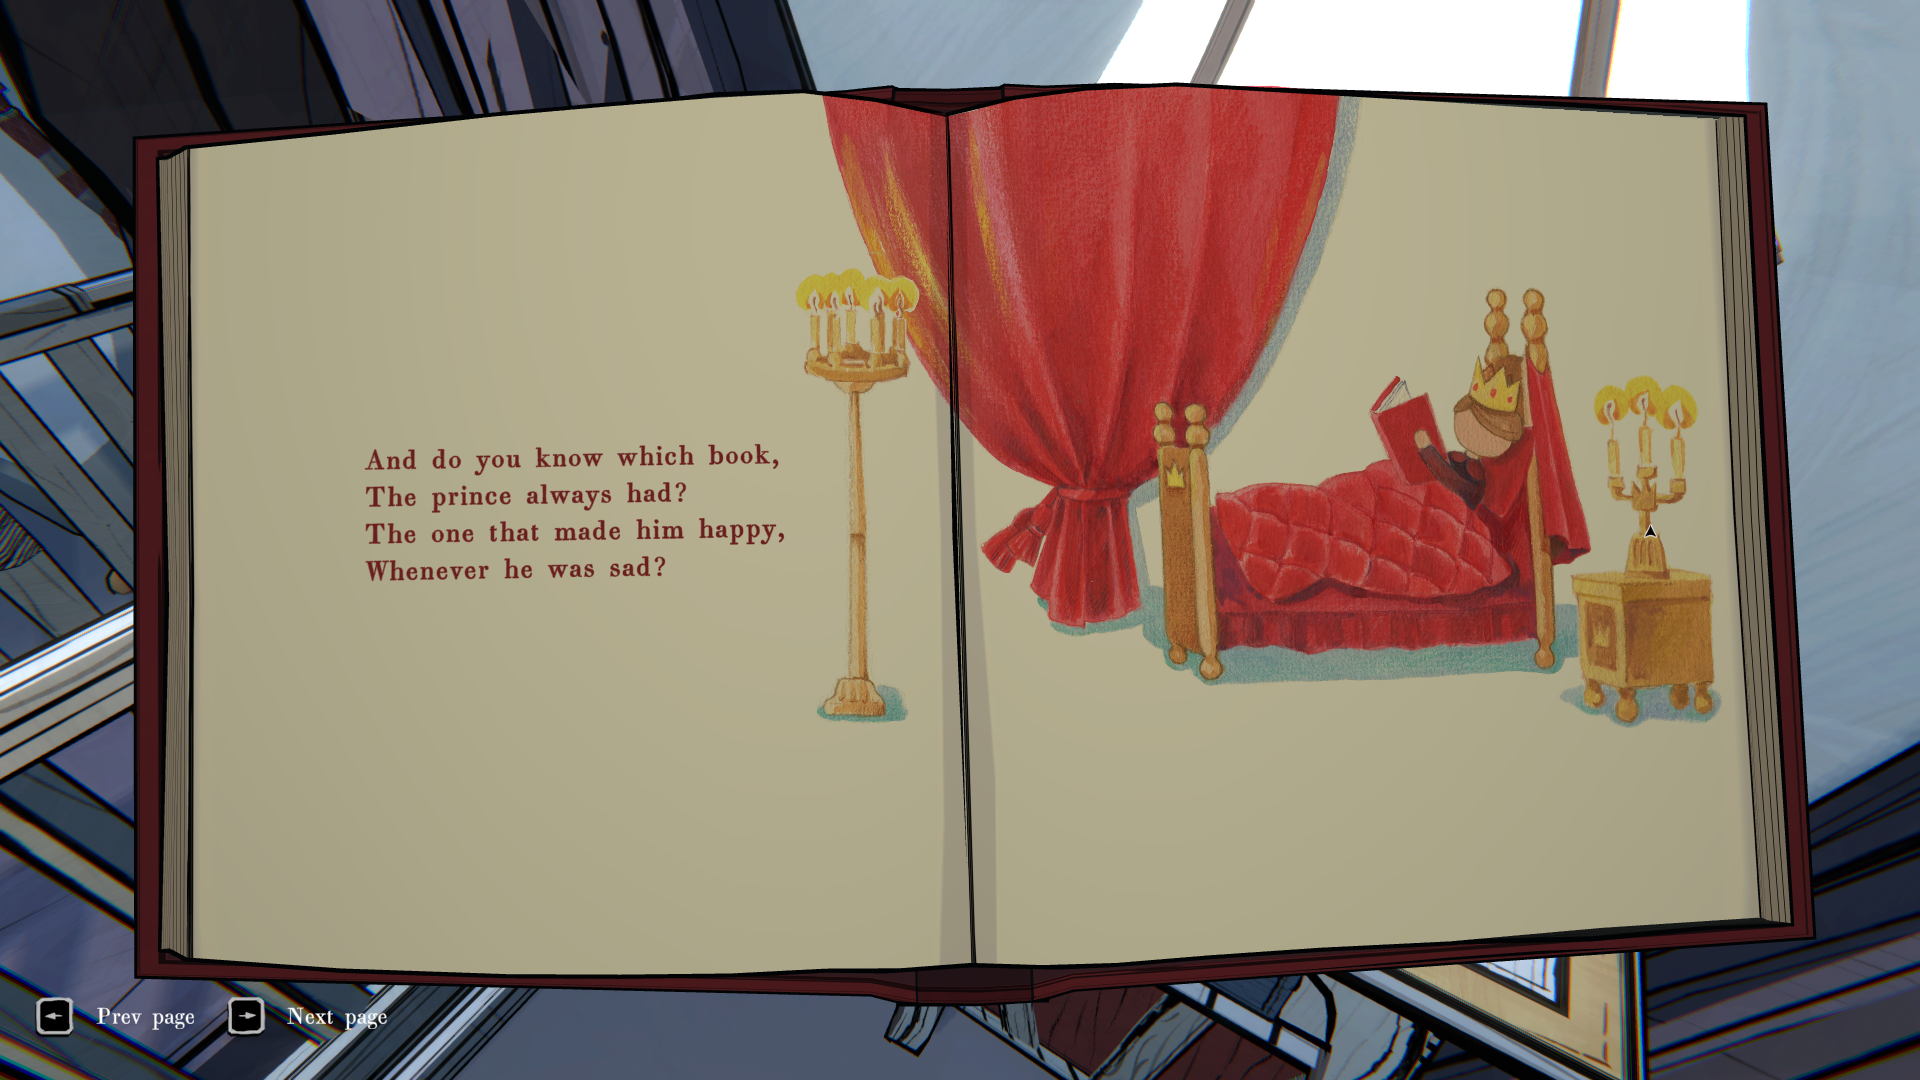 And do you know which book,
The prince always had?
The one that made him happy,
Whenever he was sad?
Prev page
Next page